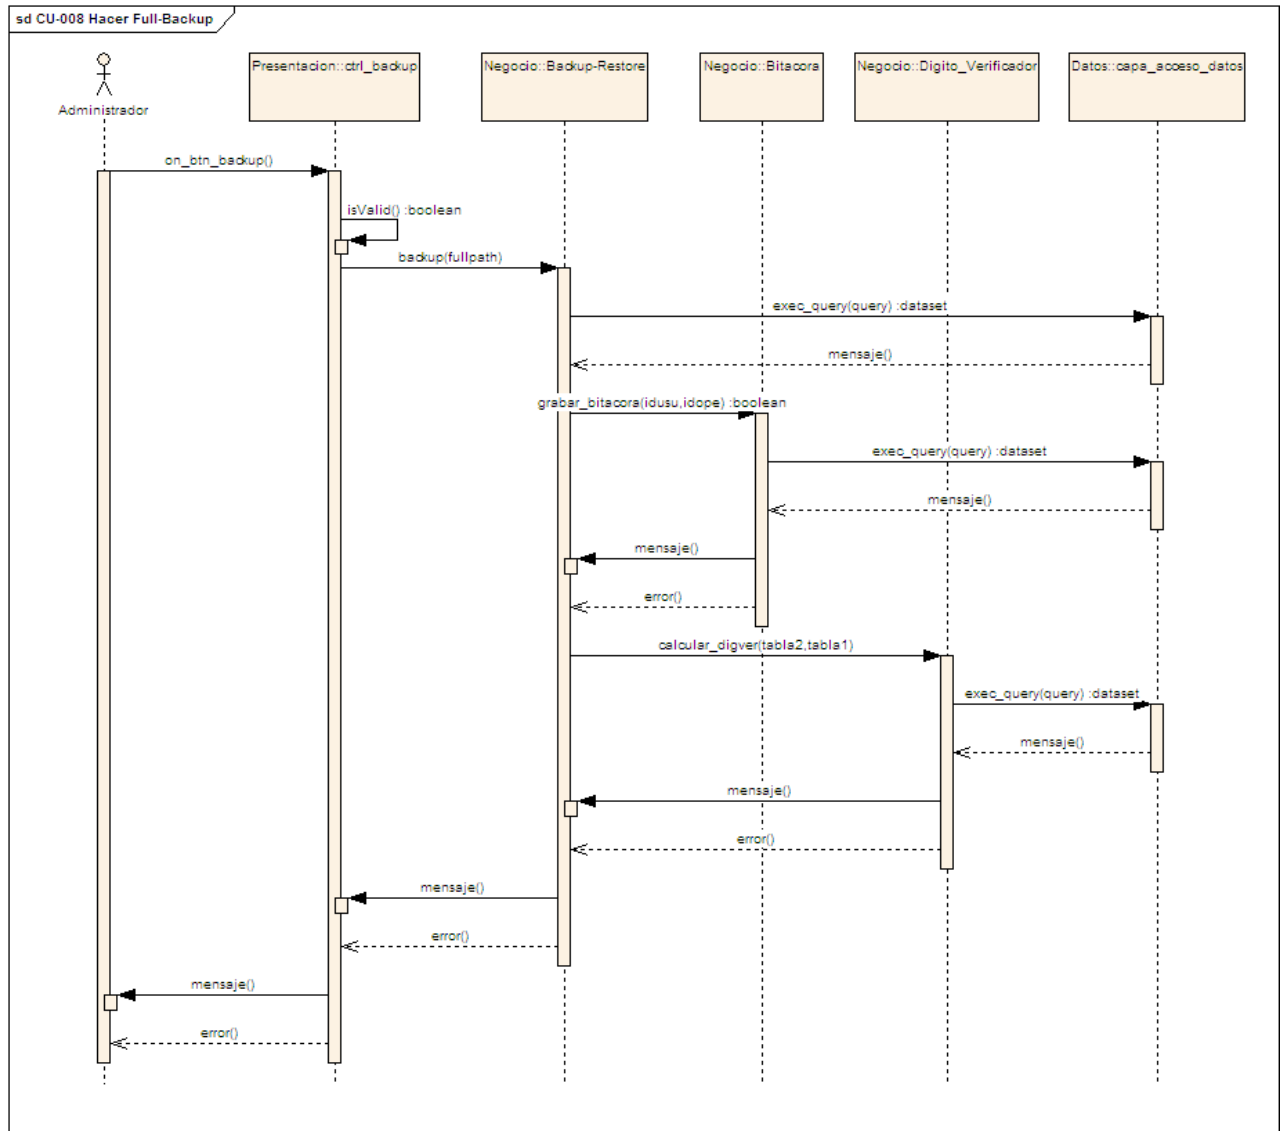 sd CU-008 Hacer Full-Backup
Administrador
Presentacion::ctrl_backup
Negocio::Backup-Restore
Negocio::Bitacora
Negocio::Digito_Verificador
Datos::capa_acceso_datos
on_btn_backup()
isValid() :boolean
backup(fullpath)
exec_query(query) :dataset
mensaje()
grabar_bitacora(idusu,idope) :boolean
exec_query(query) :dataset
mensaje()
mensaje()
error()
calcular_digver(tabla2,tabla1)
exec_query(query) :dataset
mensaje()
mensaje()
error()
mensaje()
error()
mensaje()
error()